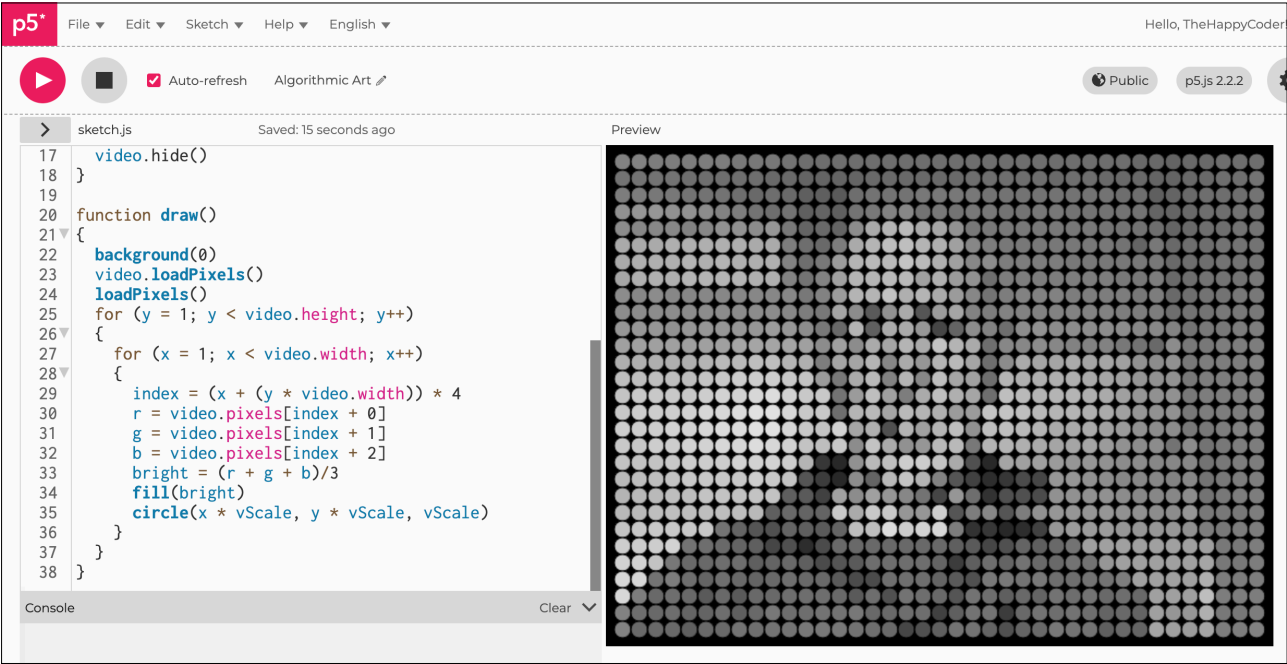 p5* File Edit Sketch Help English Hello, TheHappyCoder!
Auto-refresh Algorithmic Art Public p5.js 2.2.2
sketch.js Saved: 15 seconds ago Preview
17 video.hide()
18 }
19
20 function draw()
21 {
22 background(0)
23 video.loadPixels()
24 loadPixels()
25 for (y = 1; y < video.height; y++)
26 {
27 for (x = 1; x < video.width; x++)
28 {
29 index = (x + (y * video.width)) * 4
30 r = video.pixels[index + 0]
31 g = video.pixels[index + 1]
32 b = video.pixels[index + 2]
33 bright = (r + g + b)/3
34 fill(bright)
35 circle(x * vScale, y * vScale, vScale)
36 }
37 }
38 }
Console Clear